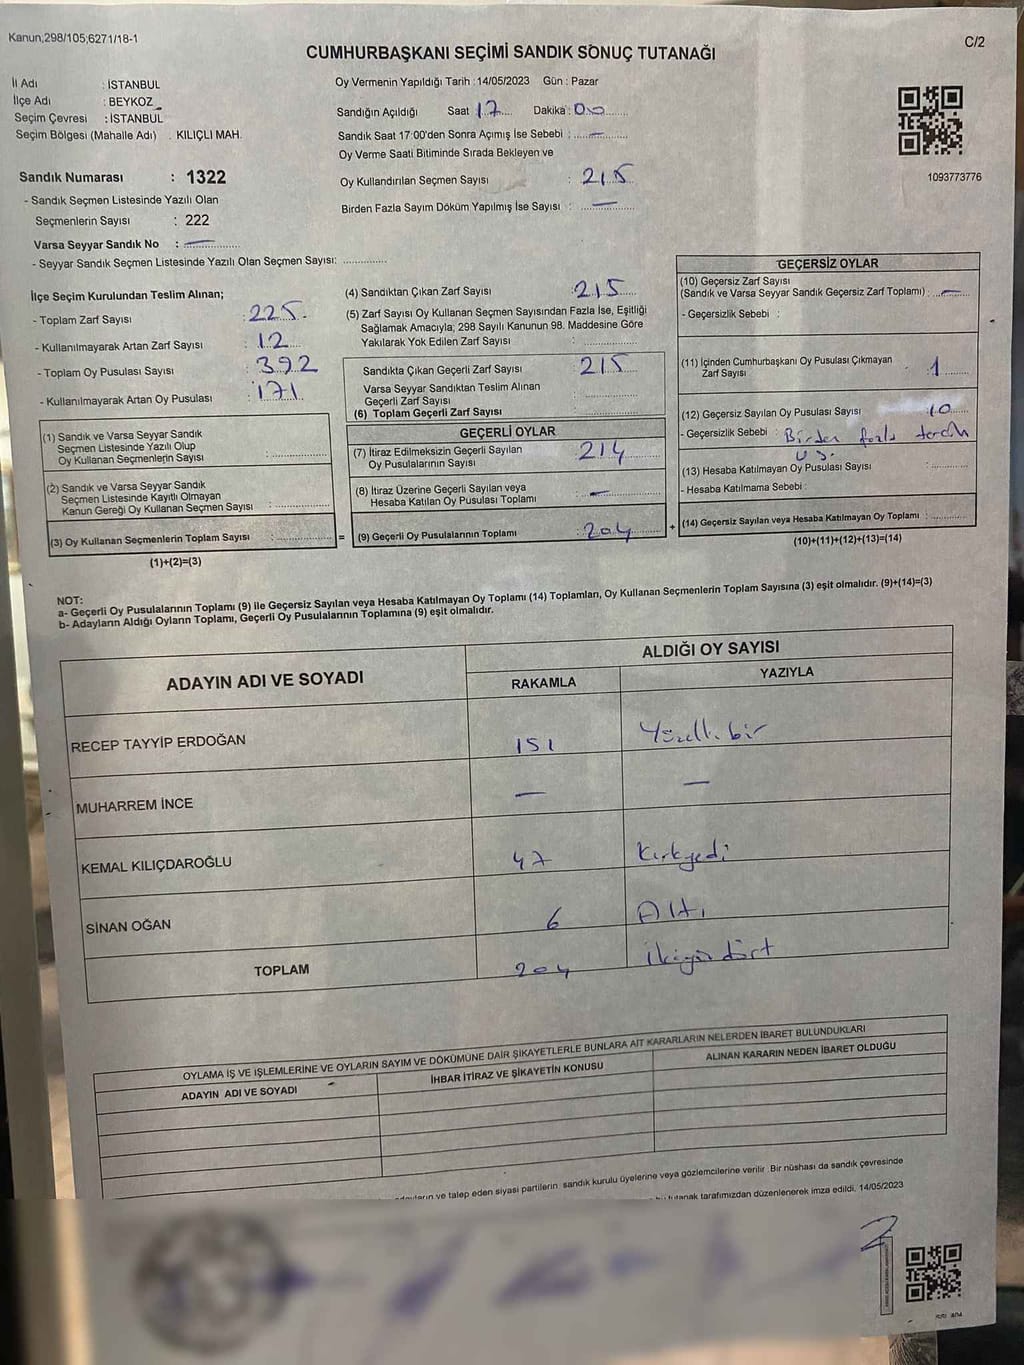 Kanun;298/105;6271/18-1
C/2
CUMHURBAŞKANI SEÇİMİ SANDIK SONUÇ TUTANAĞI
İl Adı : İSTANBUL
İlçe Adı : BEYKOZ
Seçim Çevresi : İSTANBUL
Seçim Bölgesi (Mahalle Adı) : KILIÇLI MAH.
Sandık Numarası : 1322
- Sandık Seçmen Listesinde Yazılı Olan
Seçmenlerin Sayısı : 222
Varsa Seyyar Sandık No : —
- Seyyar Sandık Seçmen Listesinde Yazılı Olan Seçmen Sayısı: ............
Oy Vermenin Yapıldığı Tarih : 14/05/2023 Gün : Pazar
Sandığın Açıldığı Saat 17 Dakika : 00
Sandık Saat 17:00'den Sonra Açımış İse Sebebi : —
Oy Verme Saati Bitiminde Sırada Bekleyen ve
Oy Kullandırılan Seçmen Sayısı : 215
Birden Fazla Sayım Döküm Yapılmış İse Sayısı : —
1093773776
İlçe Seçim Kurulundan Teslim Alınan;
- Toplam Zarf Sayısı : 225
- Kullanılmayarak Artan Zarf Sayısı : 12
- Toplam Oy Pusulası Sayısı : 392
- Kullanılmayarak Artan Oy Pusulası : 171
(1) Sandık ve Varsa Seyyar Sandık
Seçmen Listesinde Yazılı Olup
Oy Kullanan Seçmenlerin Sayısı : ............
(2) Sandık ve Varsa Seyyar Sandık
Seçmen Listesinde Kayıtlı Olmayan
Kanun Gereği Oy Kullanan Seçmen Sayısı : ............
(3) Oy Kullanan Seçmenlerin Toplam Sayısı : ............
(1)+(2)=(3)
(4) Sandıktan Çıkan Zarf Sayısı : 215
(5) Zarf Sayısı Oy Kullanan Seçmen Sayısından Fazla İse, Eşitliği
Sağlamak Amacıyla; 298 Sayılı Kanunun 98. Maddesine Göre
Yakılarak Yok Edilen Zarf Sayısı : ............
Sandıkta Çıkan Geçerli Zarf Sayısı : 215
Varsa Seyyar Sandıktan Teslim Alınan
Geçerli Zarf Sayısı : ............
(6) Toplam Geçerli Zarf Sayısı : ............
GEÇERLİ OYLAR
(7) İtiraz Edilmeksizin Geçerli Sayılan
Oy Pusulalarının Sayısı : 214
(8) İtiraz Üzerine Geçerli Sayılan veya
Hesaba Katılan Oy Pusulası Toplamı : —
= (9) Geçerli Oy Pusulalarının Toplamı : 204 +
GEÇERSİZ OYLAR
(10) Geçersiz Zarf Sayısı
(Sandık ve Varsa Seyyar Sandık Geçersiz Zarf Toplamı) : —
- Geçersizlik Sebebi :
(11) İçinden Cumhurbaşkanı Oy Pusulası Çıkmayan
Zarf Sayısı : 1
(12) Geçersiz Sayılan Oy Pusulası Sayısı : 10
- Geçersizlik Sebebi : Birden fazla tercih
(13) Hesaba Katılmayan Oy Pusulası Sayısı : ............
- Hesaba Katılmama Sebebi :
(14) Geçersiz Sayılan veya Hesaba Katılmayan Oy Toplamı : ............
(10)+(11)+(12)+(13)=(14)
NOT:
a- Geçerli Oy Pusulalarının Toplamı (9) ile Geçersiz Sayılan veya Hesaba Katılmayan Oy Toplamı (14) Toplamları, Oy Kullanan Seçmenlerin Toplam Sayısına (3) eşit olmalıdır. (9)+(14)=(3)
b- Adayların Aldığı Oyların Toplamı, Geçerli Oy Pusulalarının Toplamına (9) eşit olmalıdır.
ADAYIN ADI VE SOYADI
ALDIĞI OY SAYISI
RAKAMLA YAZIYLA
RECEP TAYYİP ERDOĞAN 151 Yüzellibir
MUHARREM İNCE — —
KEMAL KILIÇDAROĞLU 47 Kırkyedi
SİNAN OĞAN 6 Altı
TOPLAM 204 İkiyüzdört
OYLAMA İŞ VE İŞLEMLERİNE VE OYLARIN SAYIM VE DÖKÜMÜNE DAİR ŞİKAYETLERLE BUNLARA AİT KARARLARIN NELERDEN İBARET BULUNDUKLARI
ADAYIN ADI VE SOYADI İHBAR İTİRAZ VE ŞİKAYETİN KONUSU ALINAN KARARIN NEDEN İBARET OLDUĞU
ve talep eden siyasi partilerin sandık kurulu üyelerine veya gözlemcilerine verilir. Bir nüshası da sandık çevresinde
tutanak tarafımızdan düzenlenerek imza edildi. 14/05/2023
2